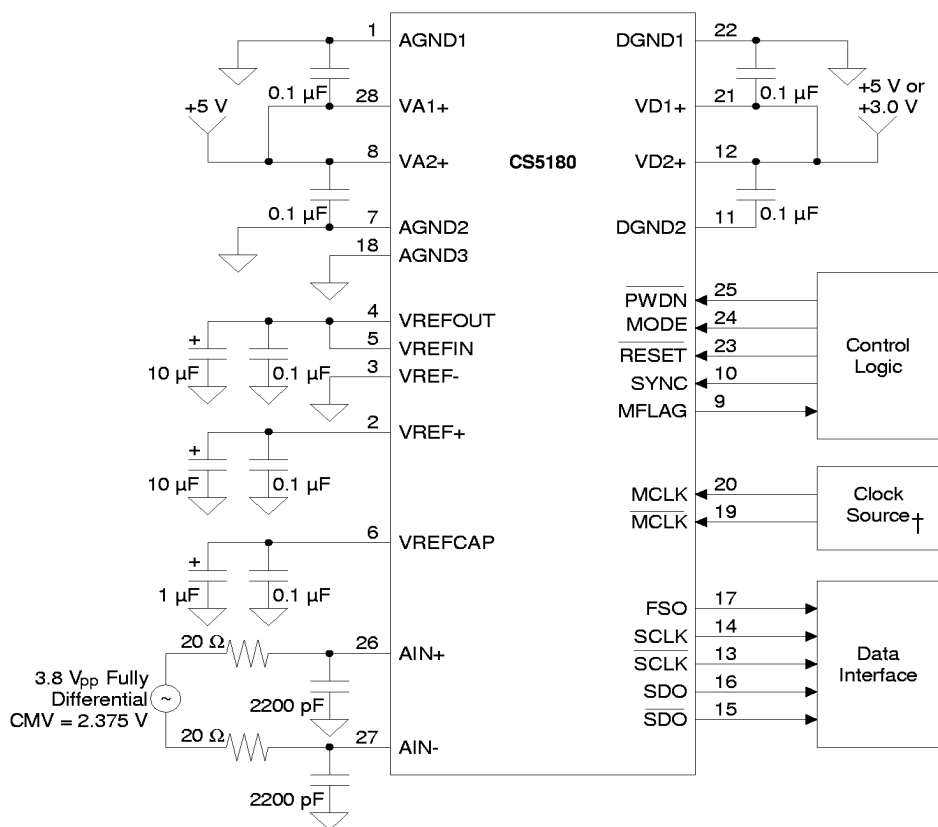 1
AGND1
0.1 µF
+5 V
28
VA1+
8
VA2+
0.1 µF
7
AGND2
18
AGND3
4
VREFOUT
5
VREFIN
+
10 µF
0.1 µF
3
VREF-
2
VREF+
+
10 µF
0.1 µF
6
VREFCAP
+
1 µF
0.1 µF
20 Ω
26
AIN+
3.8 Vpp Fully
Differential
CMV = 2.375 V
~
2200 pF
20 Ω
27
AIN-
2200 pF
CS5180
DGND1
22
0.1 µF
+5 V or
+3.0 V
VD1+
21
VD2+
12
0.1 µF
DGND2
11
P̅W̅D̅N̅
25
MODE
24
R̅E̅S̅E̅T̅
23
SYNC
10
MFLAG
9
Control
Logic
MCLK
20
M̅C̅L̅K̅
19
Clock
Source†
FSO
17
SCLK
14
S̅C̅L̅K̅
13
SDO
16
S̅D̅O̅
15
Data
Interface